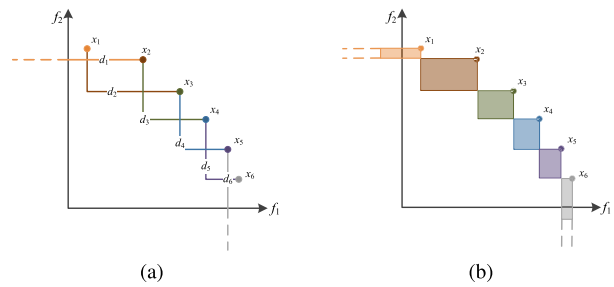 f₂
x₁
d₁
x₂
d₂
x₃
d₃
x₄
d₄
x₅
d₅
d₆
x₆
f₁
(a)
f₂
x₁
x₂
x₃
x₄
x₅
x₆
f₁
(b)